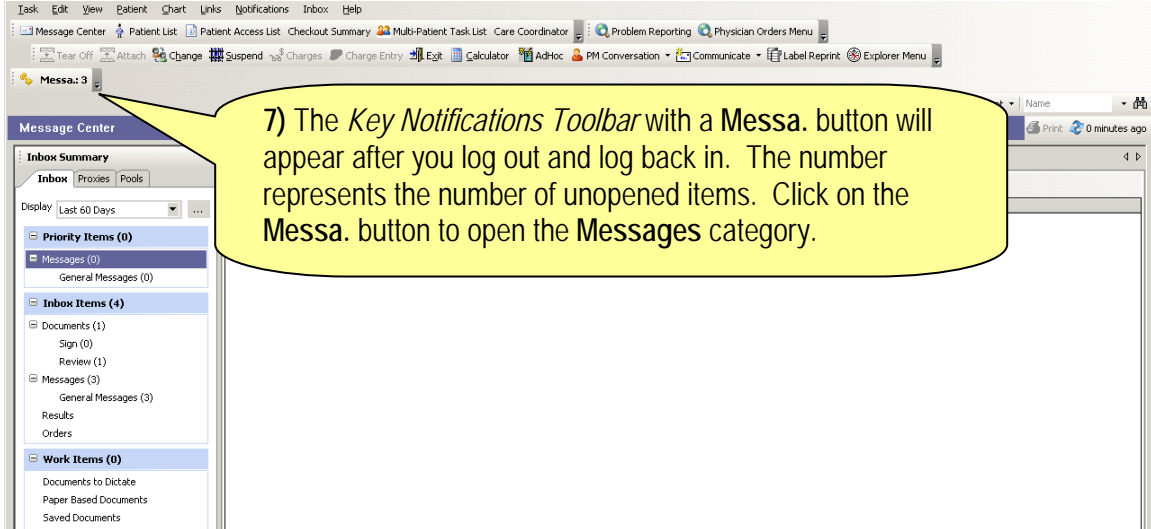 Task Edit View Patient Chart Links Notifications Inbox Help
Message Center Patient List Patient Access List Checkout Summary Multi-Patient Task List Care Coordinator Problem Reporting Physician Orders Menu
Tear Off Attach Change Suspend Charges Charge Entry Exit Calculator AdHoc PM Conversation Communicate Label Reprint Explorer Menu
Messa.: 3
Name
Message Center
Print 0 minutes ago
7) The Key Notifications Toolbar with a Messa. button will
appear after you log out and log back in. The number
represents the number of unopened items. Click on the
Messa. button to open the Messages category.
Inbox Summary
Inbox Proxies Pools
Display Last 60 Days ...
Priority Items (0)
Messages (0)
General Messages (0)
Inbox Items (4)
Documents (1)
Sign (0)
Review (1)
Messages (3)
General Messages (3)
Results
Orders
Work Items (0)
Documents to Dictate
Paper Based Documents
Saved Documents